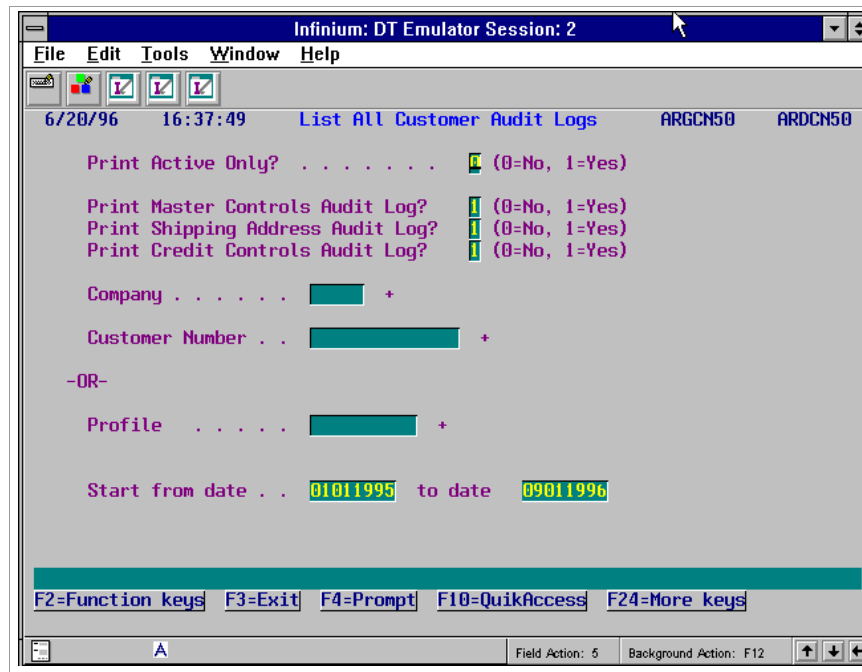 Infinium: DT Emulator Session: 2
File Edit Tools Window Help
6/20/96 16:37:49 List All Customer Audit Logs ARGCN50 ARDCN50
Print Active Only? . . . . . . . 0 (0=No, 1=Yes)
Print Master Controls Audit Log? 1 (0=No, 1=Yes)
Print Shipping Address Audit Log? 1 (0=No, 1=Yes)
Print Credit Controls Audit Log? 1 (0=No, 1=Yes)
Company . . . . . . +
Customer Number . . +
-OR-
Profile . . . . . +
Start from date . . 01011995 to date 09011996
F2=Function keys F3=Exit F4=Prompt F10=QuikAccess F24=More keys
A Field Action: 5 Background Action: F12